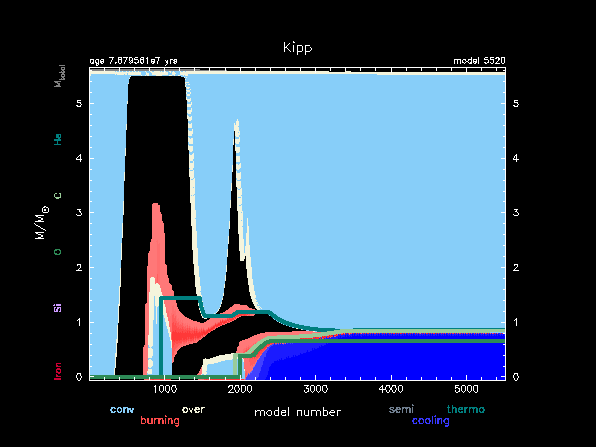 Kipp
age 7.879561e7 yrs model 5520
M_total
He
C
O
Si
Iron
M/M☉
5 5
4 4
3 3
2 2
1 1
0 0
1000 2000 3000 4000 5000
conv over model number semi thermo
burning cooling